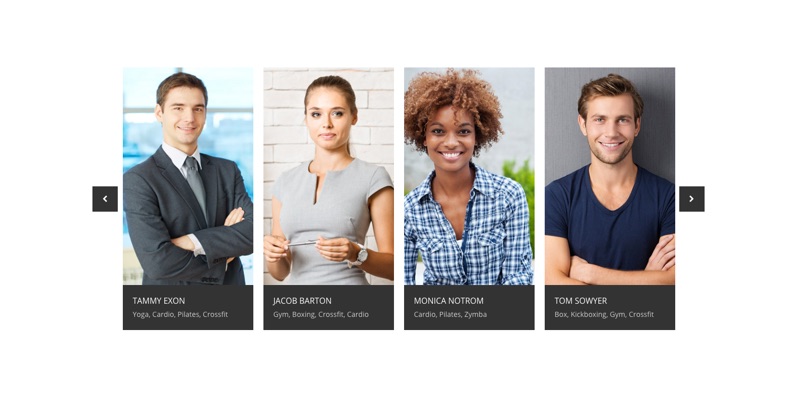 TAMMY EXON
Yoga, Cardio, Pilates, Crossfit
JACOB BARTON
Gym, Boxing, Crossfit, Cardio
MONICA NOTROM
Cardio, Pilates, Zymba
TOM SOWYER
Box, Kickboxing, Gym, Crossfit